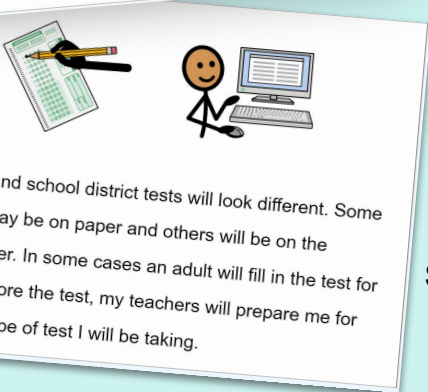 nd school district tests will look different. Some
ay be on paper and others will be on the
er. In some cases an adult will fill in the test for
ore the test, my teachers will prepare me for
pe of test I will be taking.